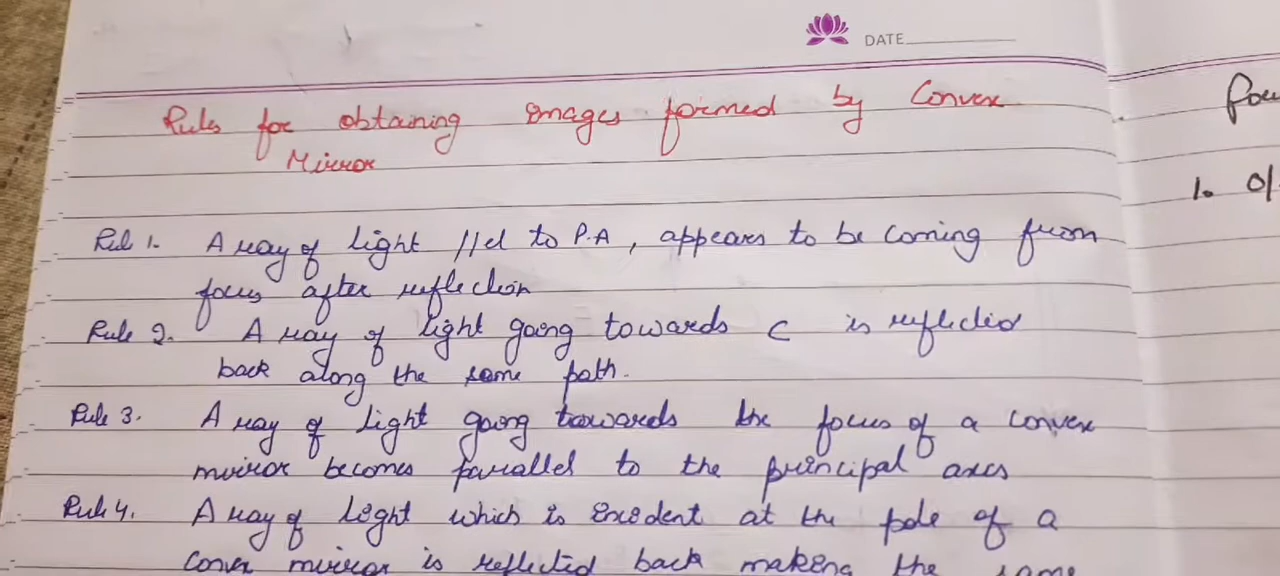 DATE
Rules for obtaining Images formed by Convex
Mirror
Rul 1. A ray of light //el to P.A, appears to be coming from
focus after reflection
Rule 2. A ray of light going towards C is reflected
back along the same path.
Rule 3. A ray of light going towards the focus of a convex
mirror becomes parallel to the principal axes
Rule 4. A ray of light which is Incident at the pole of a
convex mirror is reflected back making the same
1. O/